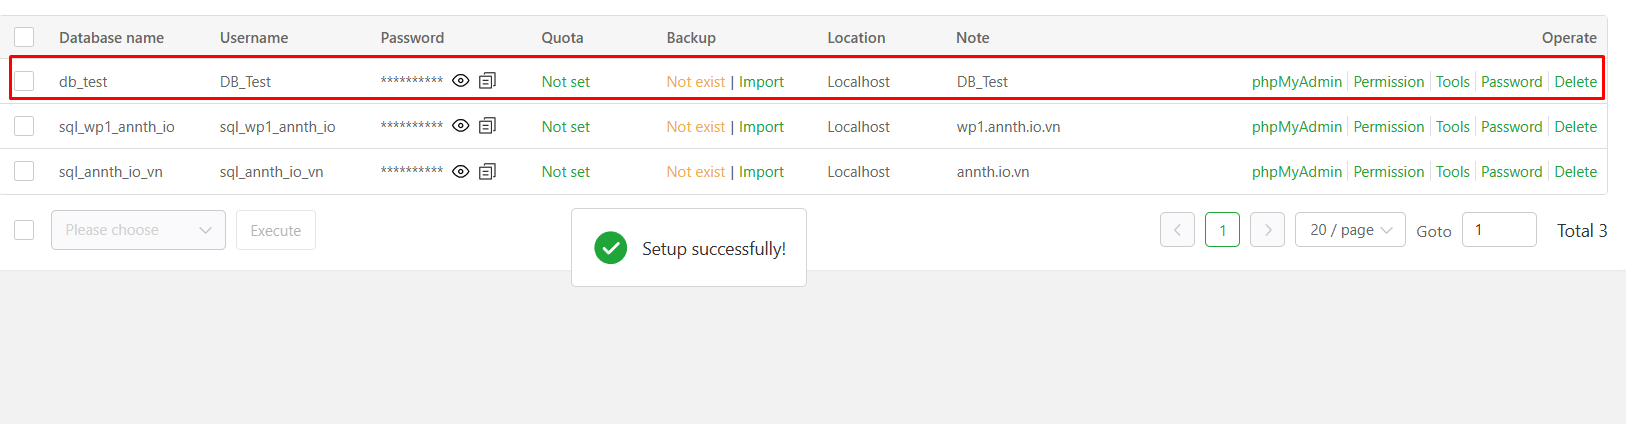 Database name Username Password Quota Backup Location Note Operate
db_test DB_Test ********** Not set Not exist | Import Localhost DB_Test phpMyAdmin Permission Tools Password Delete
sql_wp1_annth_io sql_wp1_annth_io ********** Not set Not exist | Import Localhost wp1.annth.io.vn phpMyAdmin Permission Tools Password Delete
sql_annth_io_vn sql_annth_io_vn ********** Not set Not exist | Import Localhost annth.io.vn phpMyAdmin Permission Tools Password Delete
Please choose Execute 1 20 / page Goto 1 Total 3
Setup successfully!